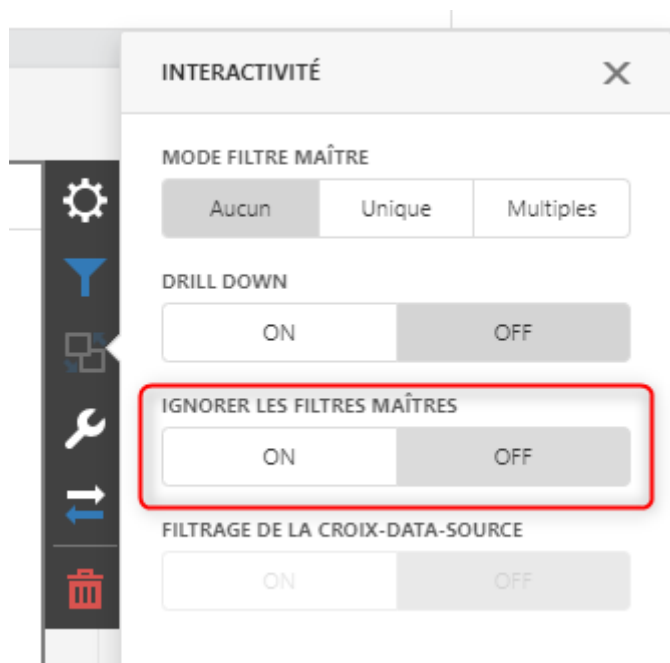 INTERACTIVITÉ
MODE FILTRE MAÎTRE
Aucun Unique Multiples
DRILL DOWN
ON OFF
IGNORER LES FILTRES MAÎTRES
ON OFF
FILTRAGE DE LA CROIX-DATA-SOURCE
ON OFF